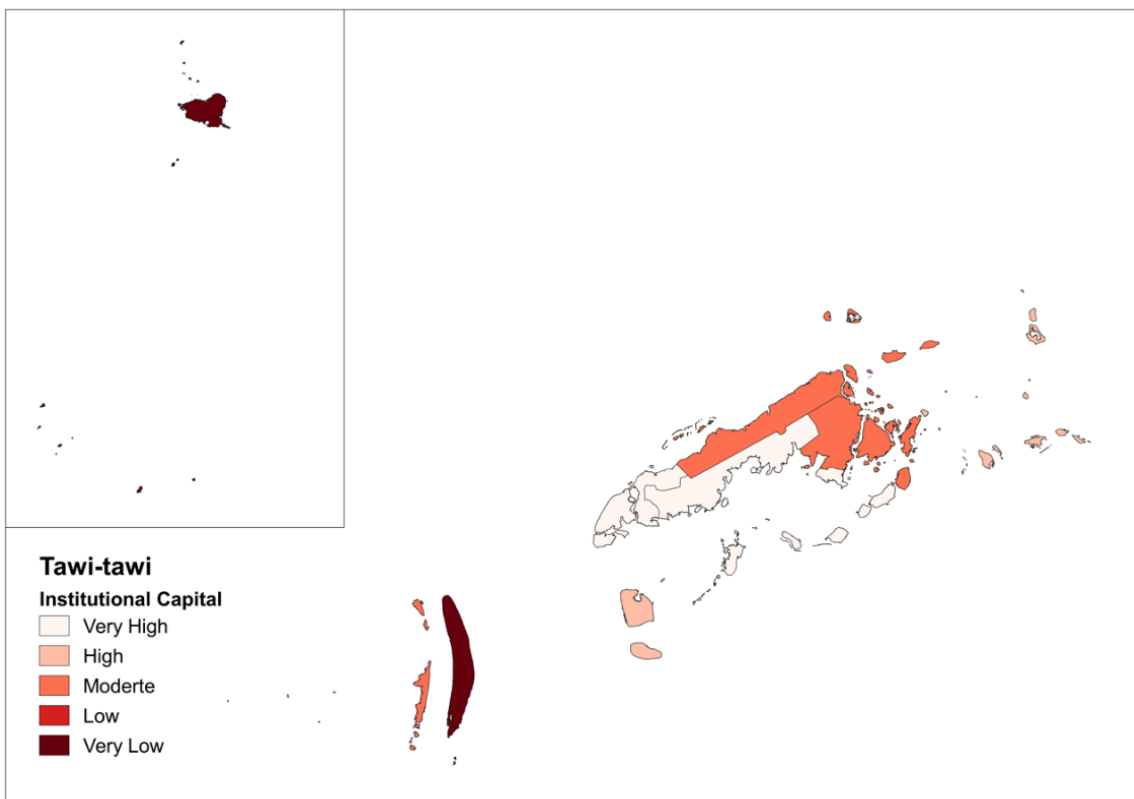 Tawi-tawi
Institutional Capital
Very High
High
Moderte
Low
Very Low